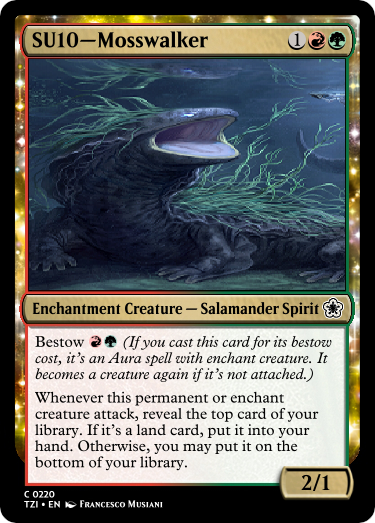 SU10—Mosswalker 1
Enchantment Creature — Salamander Spirit
Bestow (If you cast this card for its bestow
cost, it's an Aura spell with enchant creature. It
becomes a creature again if it's not attached.)
Whenever this permanent or enchant
creature attack, reveal the top card of your
library. If it's a land card, put it into your
hand. Otherwise, you may put it on the
bottom of your library.
2/1
C 0220
TZI • EN Francesco Musiani